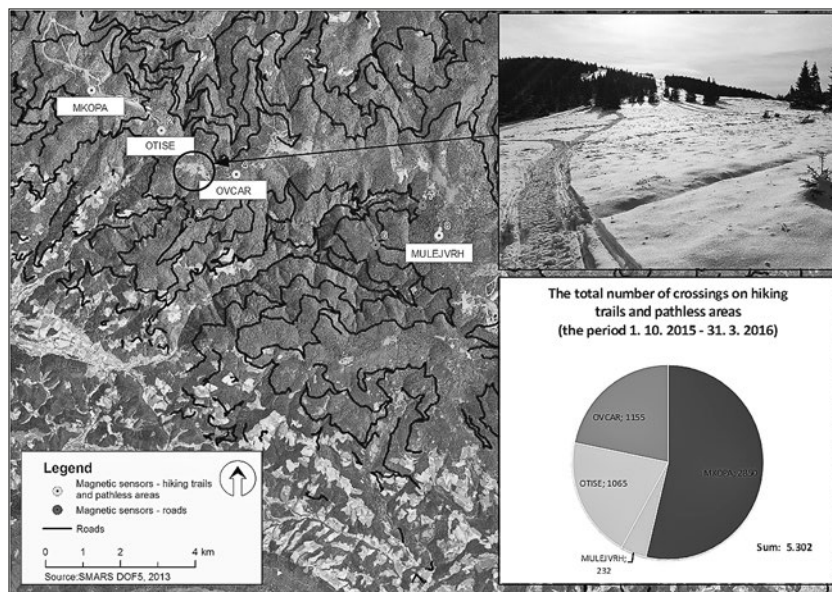 MKOPA
OTISE
OVCAR
MULEJVRH
Legend
Magnetic sensors - hiking trails
and pathless areas
Magnetic sensors - roads
Roads
0 1 2 4 km
Source:SMARS DOF5, 2013
The total number of crossings on hiking
trails and pathless areas
(the period 1. 10. 2015 - 31. 3. 2016)
OVCAR; 1155
MKOPA; 2850
OTISE; 1065
MULEJVRH;
232
Sum: 5.302